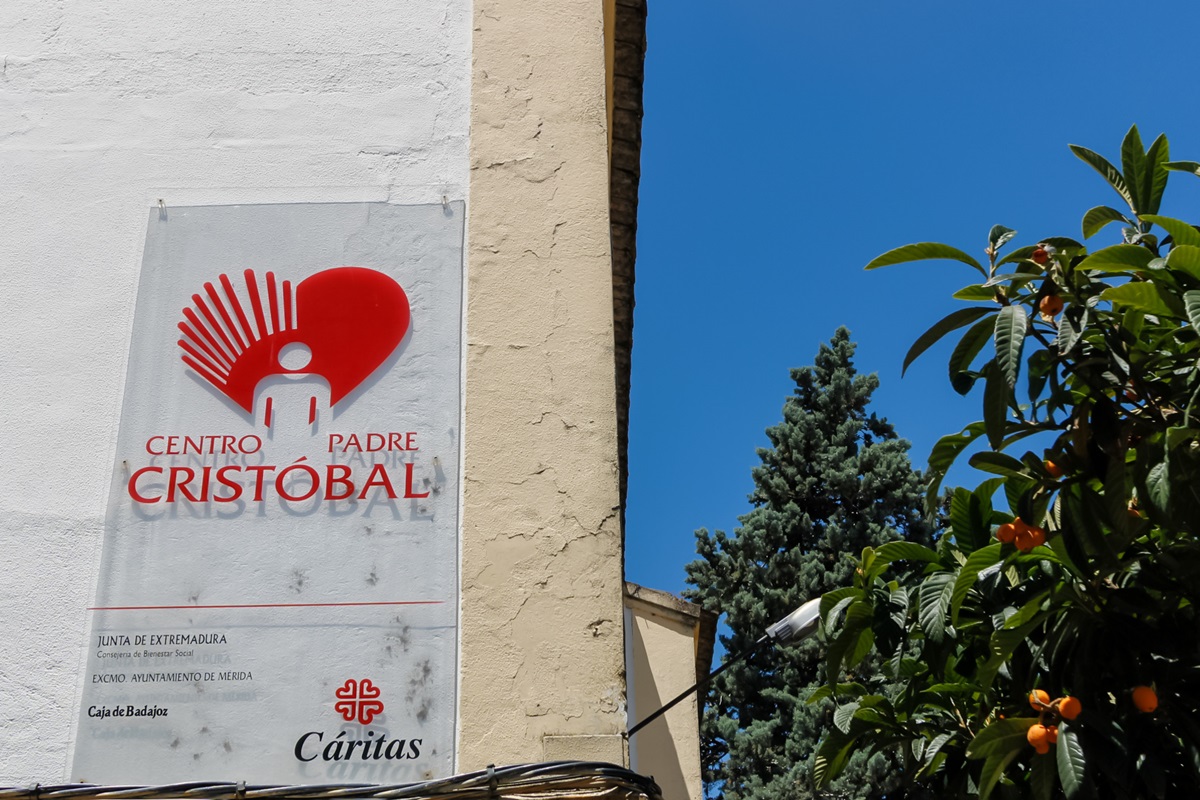 CENTRO PADRE
CRISTÓBAL
JUNTA DE EXTREMADURA
Consejería de Bienestar Social
EXCMO. AYUNTAMIENTO DE MÉRIDA
Caja de Badajoz
Cáritas